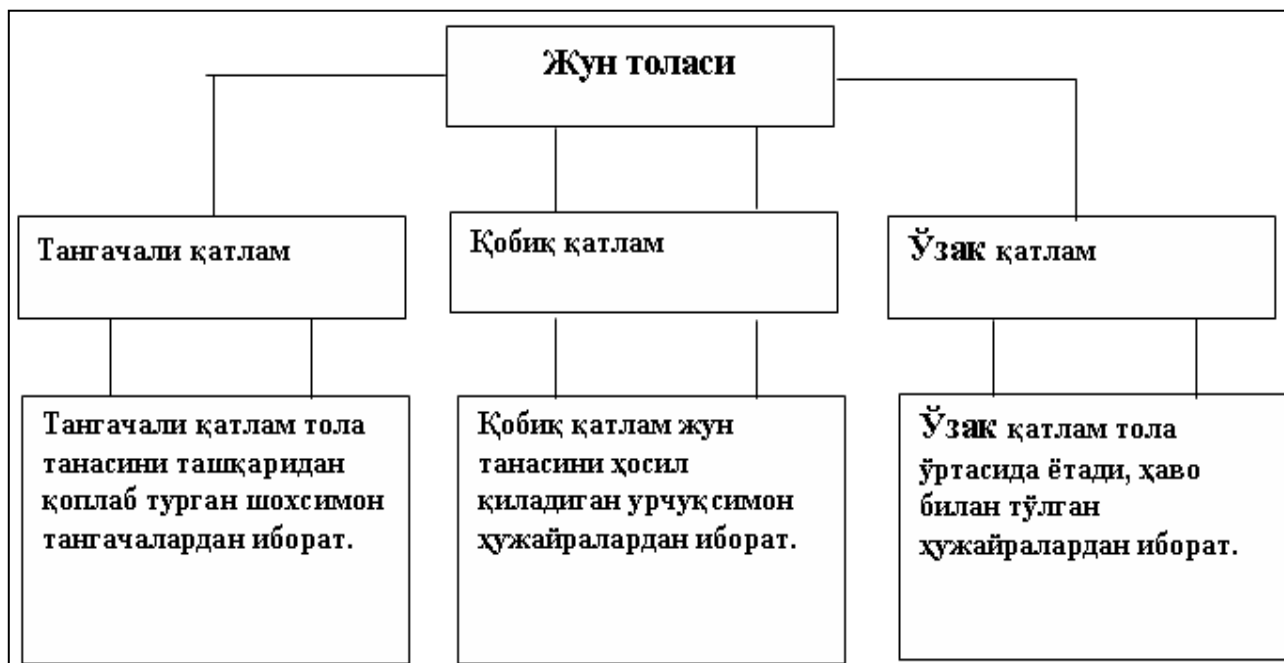 Жун толаси
Тангачали қатлам
Қобиқ қатлам
Ўзак қатлам
Тангачали қатлам тола
танасини ташқаридан
қоплаб турган шохсимон
тангачалардан иборат.
Қобиқ қатлам жун
танасини ҳосил
қиладиган урчуқсимон
ҳужайралардан иборат.
Ўзак қатлам тола
ўртасида ётади, ҳаво
билан тўлган
ҳужайралардан иборат.